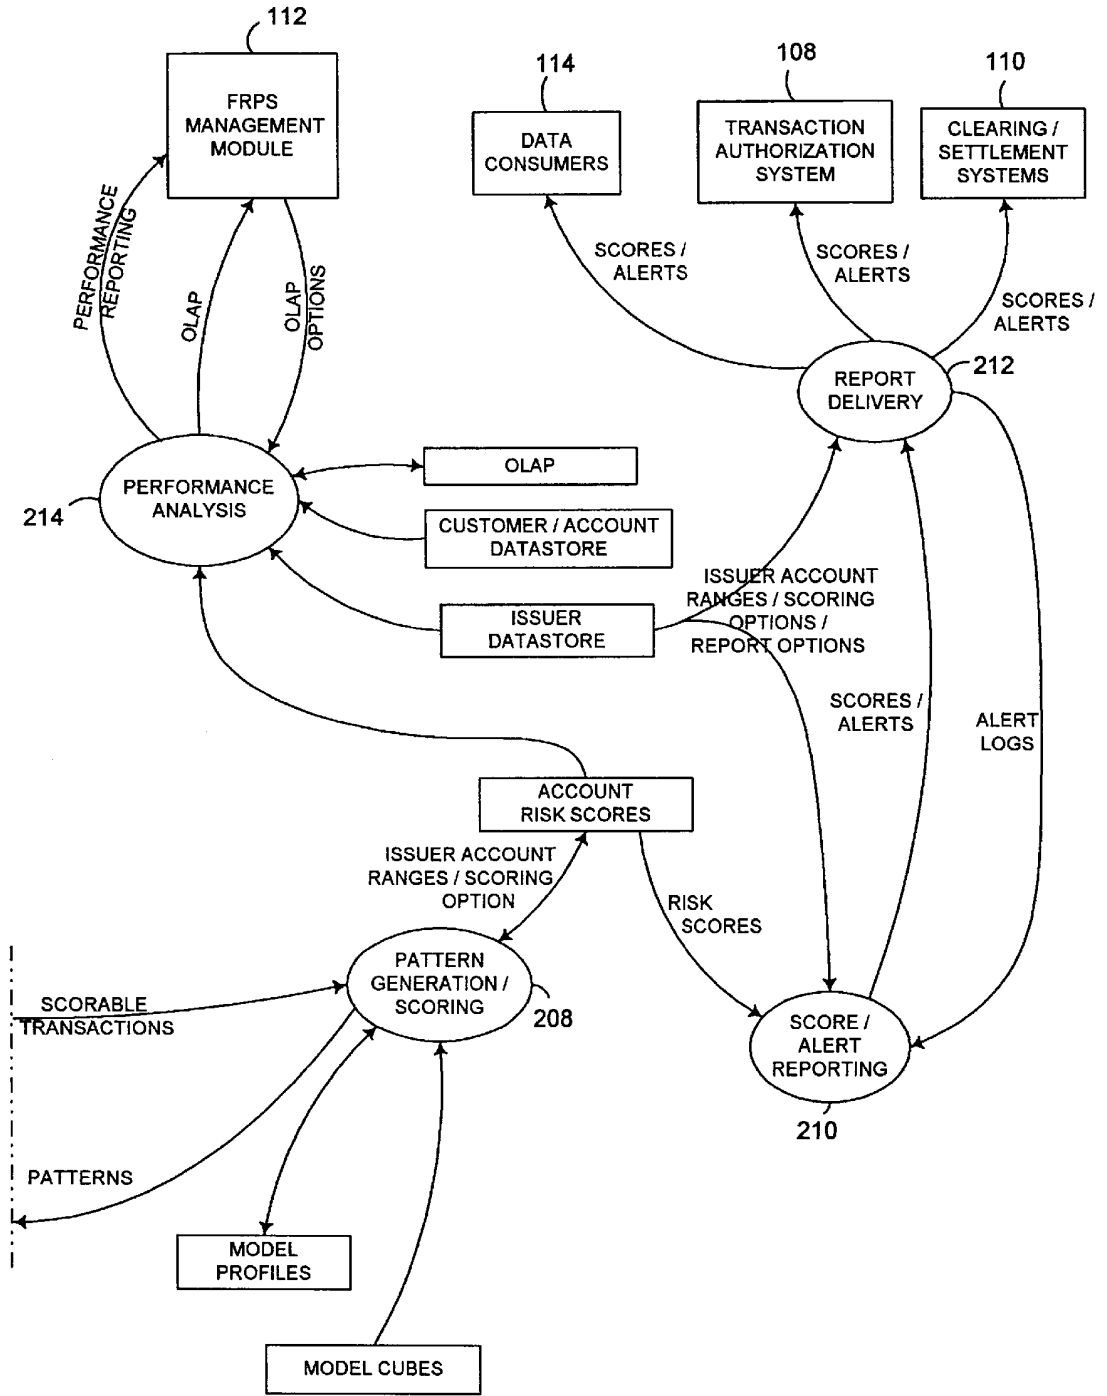 112
FRPS
MANAGEMENT
MODULE
114
DATA
CONSUMERS
108
TRANSACTION
AUTHORIZATION
SYSTEM
110
CLEARING /
SETTLEMENT
SYSTEMS
PERFORMANCE
REPORTING
OLAP
OLAP
OPTIONS
SCORES /
ALERTS
SCORES /
ALERTS
SCORES /
ALERTS
REPORT
DELIVERY
212
PERFORMANCE
ANALYSIS
214
OLAP
CUSTOMER / ACCOUNT
DATASTORE
ISSUER
DATASTORE
ISSUER ACCOUNT
RANGES / SCORING
OPTIONS /
REPORT OPTIONS
SCORES /
ALERTS
ALERT
LOGS
ACCOUNT
RISK SCORES
ISSUER ACCOUNT
RANGES / SCORING
OPTION
RISK
SCORES
PATTERN
GENERATION /
SCORING
208
SCORABLE
TRANSACTIONS
SCORE /
ALERT
REPORTING
210
PATTERNS
MODEL
PROFILES
MODEL CUBES